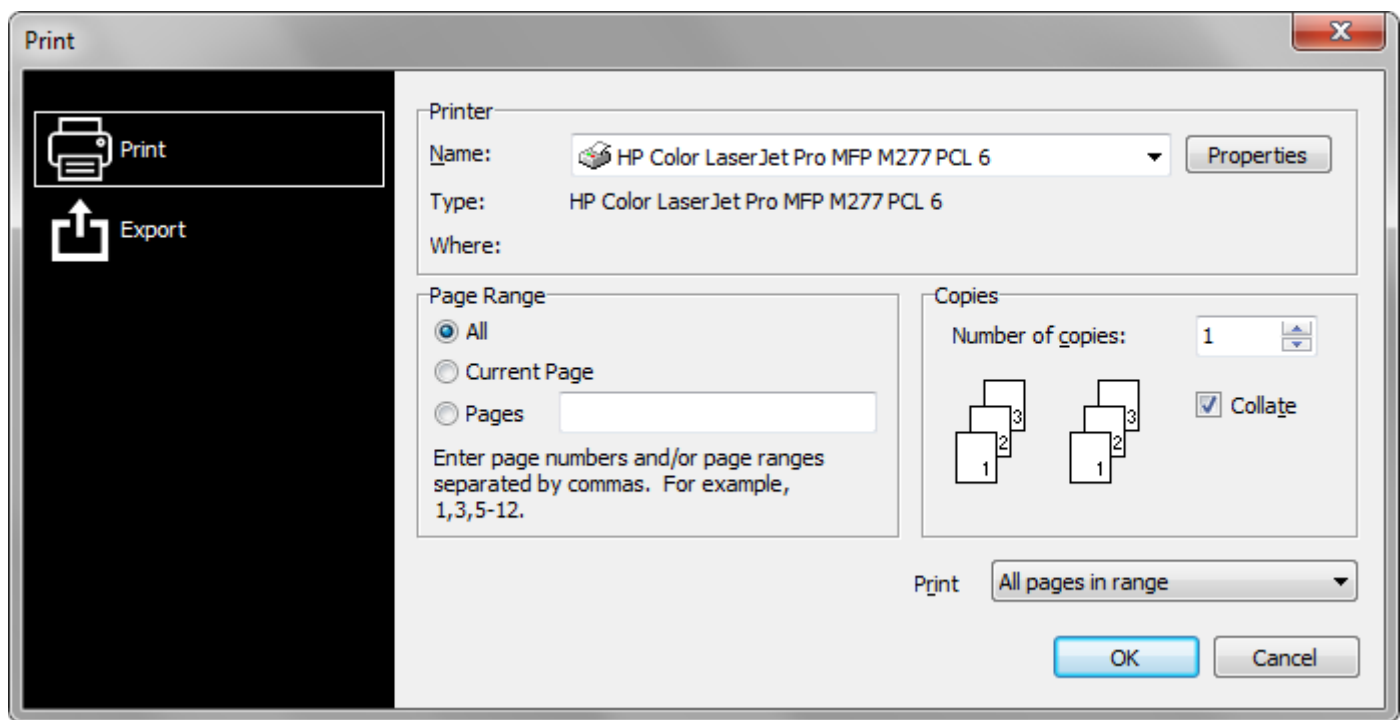 Print
Print
Export
Printer
Name: HP Color LaserJet Pro MFP M277 PCL 6 Properties
Type: HP Color LaserJet Pro MFP M277 PCL 6
Where:
Page Range
All
Current Page
Pages
Enter page numbers and/or page ranges
separated by commas.  For example,
1,3,5-12.
Copies
Number of copies: 1
Collate
3 3
2 2
1 1
Print All pages in range
OK Cancel